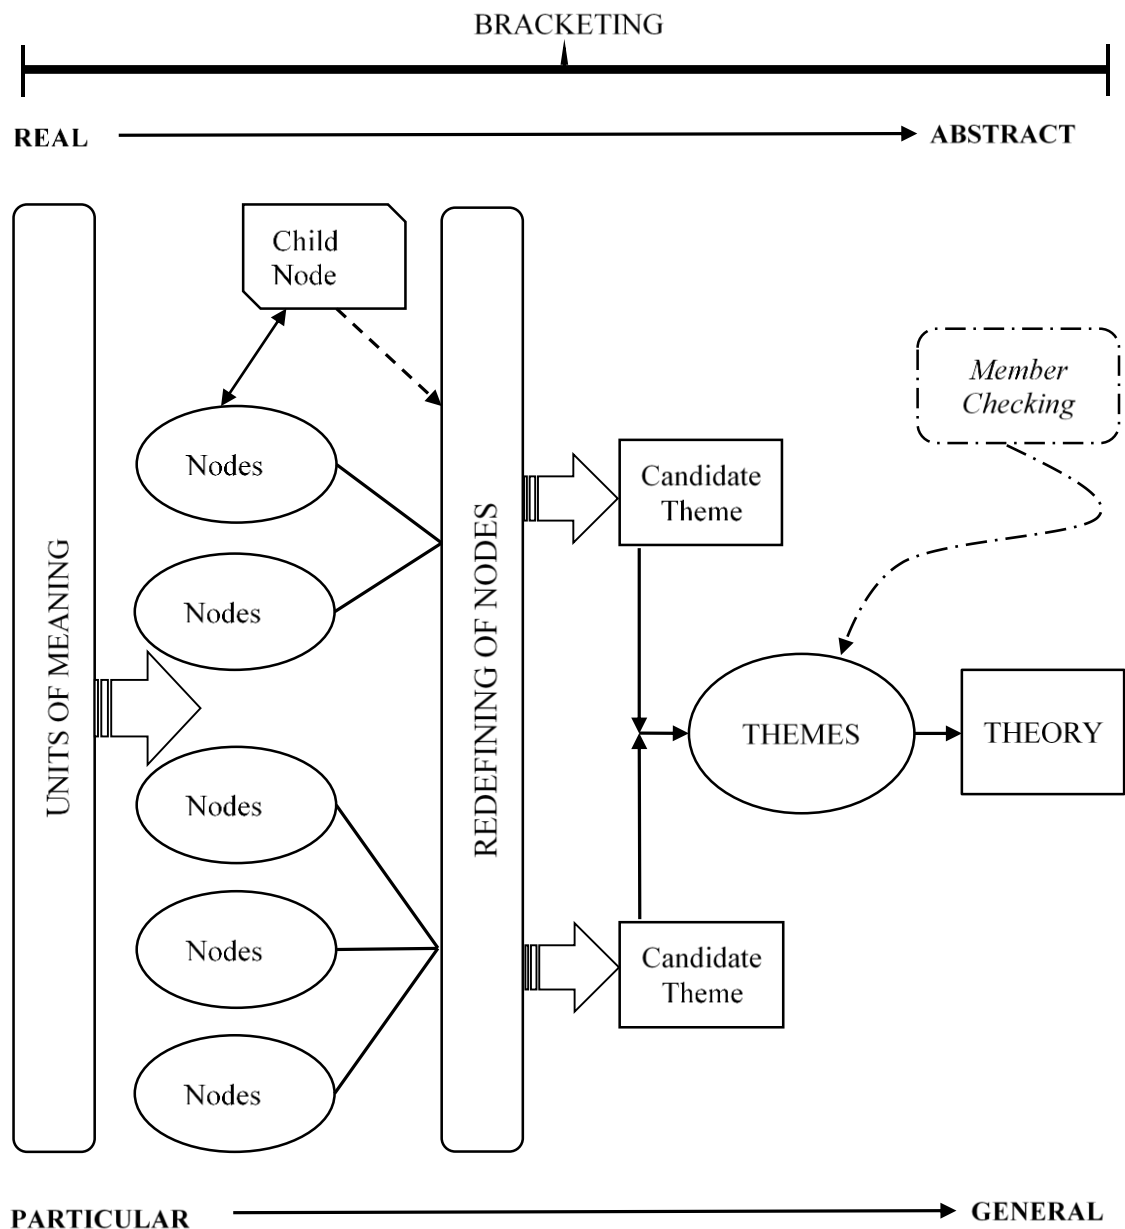 BRACKETING
REAL
ABSTRACT
Child
Node
Member
Checking
Nodes
Candidate
Theme
Nodes
UNITS OF MEANING
REDEFINING OF NODES
THEMES
THEORY
Nodes
Nodes
Candidate
Theme
Nodes
PARTICULAR
GENERAL